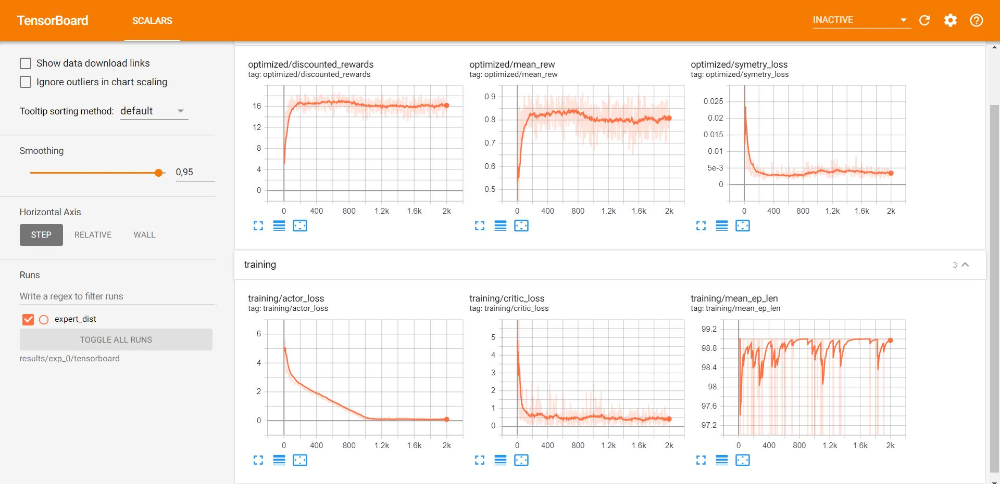 TensorBoard
SCALARS
INACTIVE
Show data download links
Ignore outliers in chart scaling
Tooltip sorting method: default
Smoothing
0,95
Horizontal Axis
STEP RELATIVE WALL
Runs
Write a regex to filter runs
expert_dist
TOGGLE ALL RUNS
results/exp_0/tensorboard
optimized/discounted_rewards
tag: optimized/discounted_rewards
16
12
8
4
0
0 400 800 1.2k 1.6k 2k
optimized/mean_rew
tag: optimized/mean_rew
0.9
0.8
0.7
0.6
0.5
0 400 800 1.2k 1.6k 2k
optimized/symetry_loss
tag: optimized/symetry_loss
0.025
0.02
0.015
0.01
5e-3
0
0 400 800 1.2k 1.6k 2k
training
3
training/actor_loss
tag: training/actor_loss
6
4
2
0
0 400 800 1.2k 1.6k 2k
training/critic_loss
tag: training/critic_loss
5
4
3
2
1
0
0 400 800 1.2k 1.6k 2k
training/mean_ep_len
tag: training/mean_ep_len
99.2
98.8
98.4
98
97.6
97.2
0 400 800 1.2k 1.6k 2k